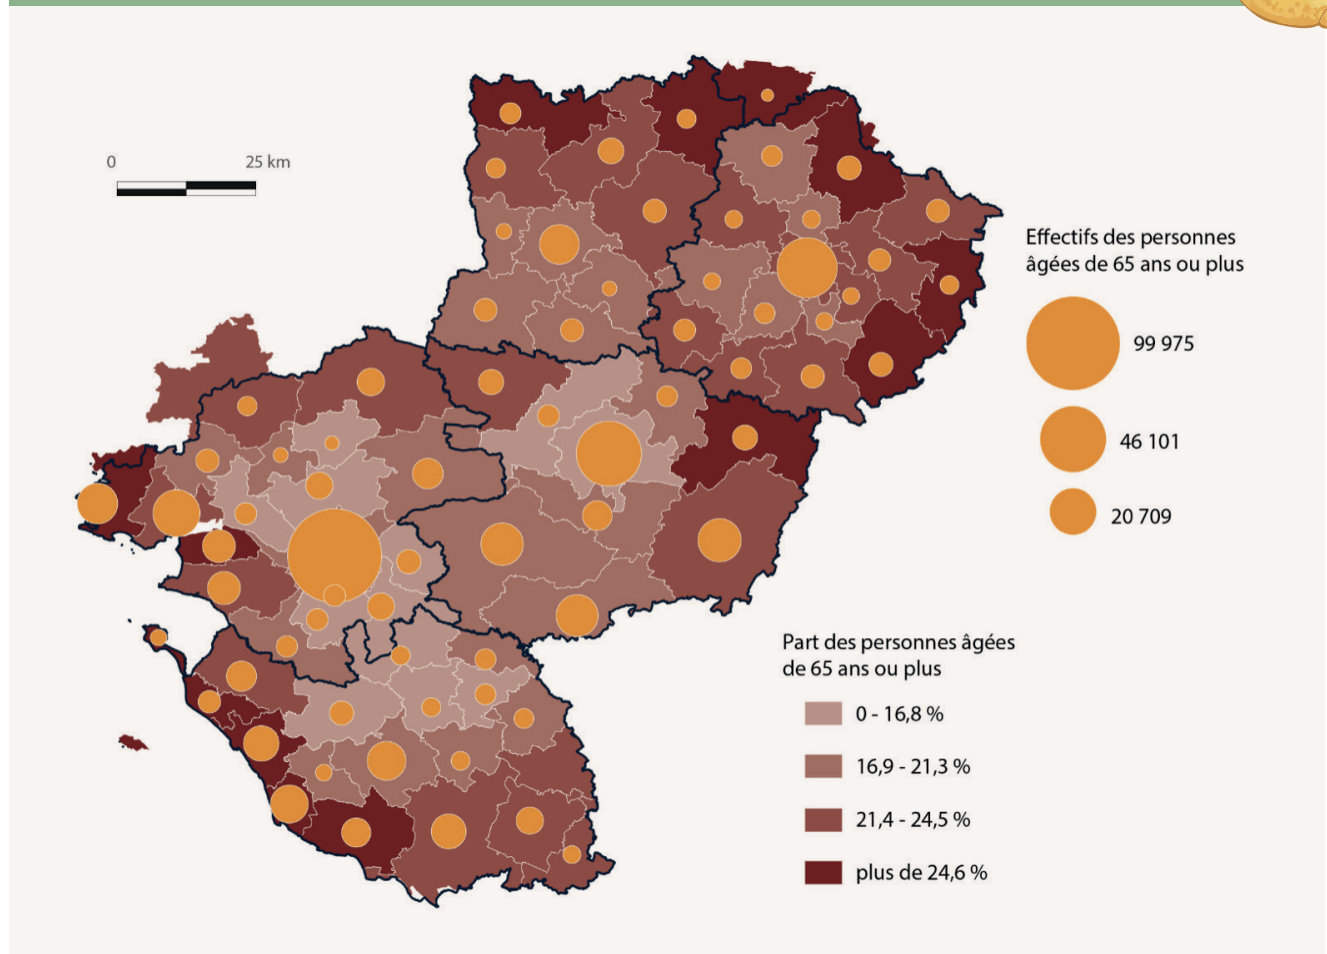 0
25 km
Effectifs des personnes
âgées de 65 ans ou plus
99 975
46 101
20 709
Part des personnes âgées
de 65 ans ou plus
0 - 16,8 %
16,9 - 21,3 %
21,4 - 24,5 %
plus de 24,6 %